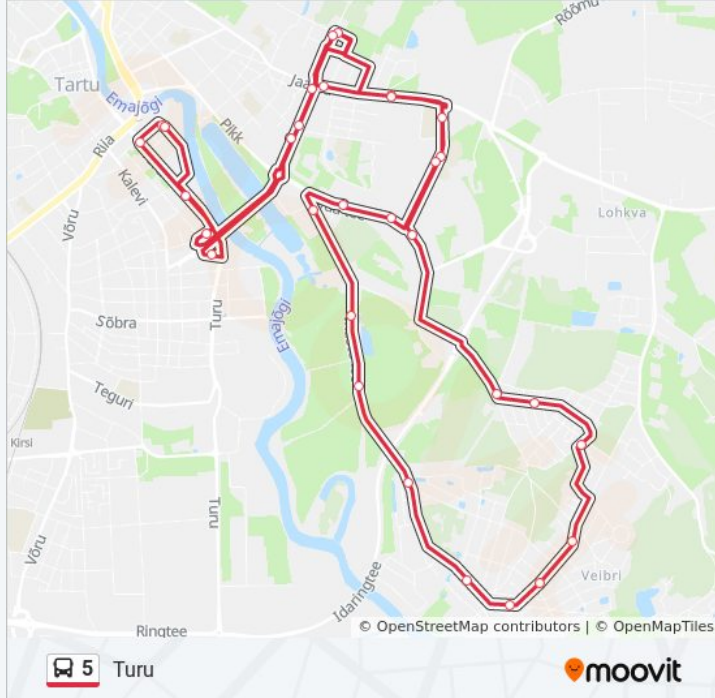 Rõõmu
Jaa
Tartu
Emajõgi
Pikk
Riia
Kalevi
Lohkva
Võru
Emajõgi
Turu
Sõbra
Teguri
Kirsi
Turu
Võru
Idaringtee
Veibri
Ringtee
© OpenStreetMap contributors | © OpenMapTiles
5 Turu
moovit